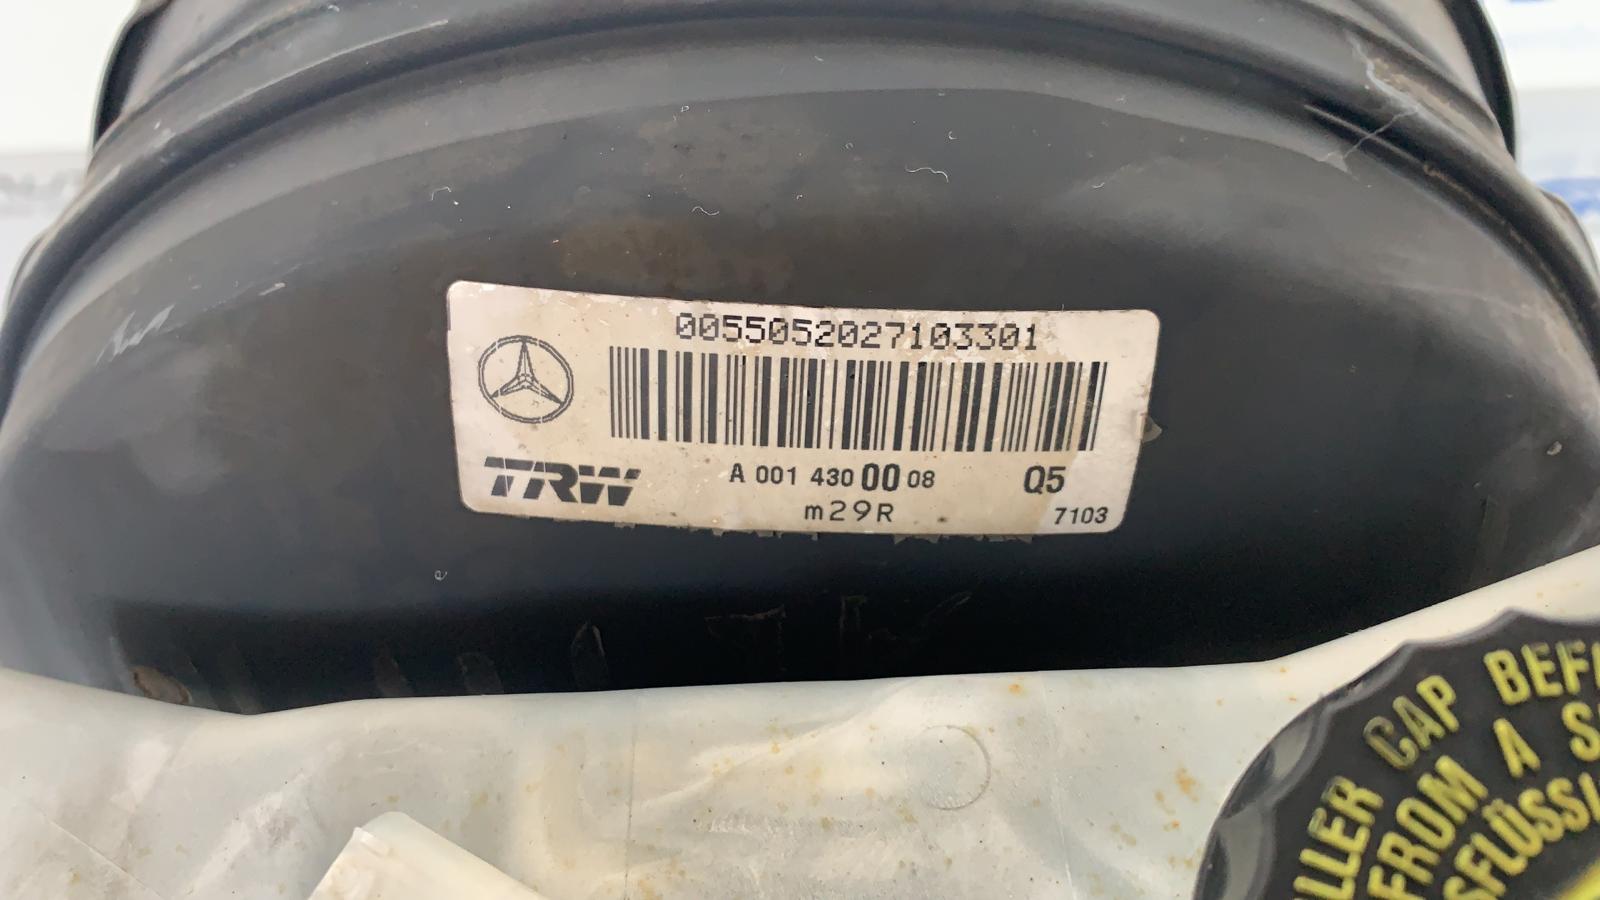 0055052027103301
TRW
A 001 430 00 08
Q5
m29R
7103
CAP BEF
FROM A S
LLER
SFLÜSSI